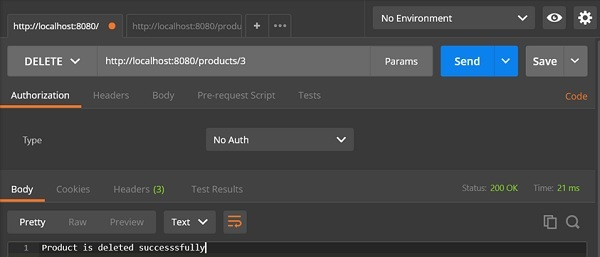 http://localhost:8080/ http://localhost:8080/produ + ••• No Environment
DELETE http://localhost:8080/products/3 Params Send Save
Authorization Headers Body Pre-request Script Tests Code
Type No Auth
Body Cookies Headers (3) Test Results Status: 200 OK Time: 21 ms
Pretty Raw Preview Text
1 Product is deleted successsfully